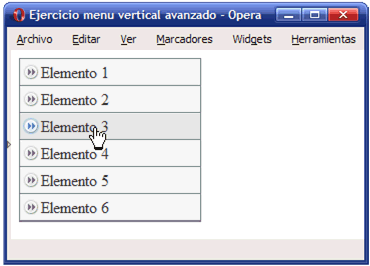 Ejercicio menu vertical avanzado - Opera
Archivo Editar Ver Marcadores Widgets Herramientas
Elemento 1
Elemento 2
Elemento 3
Elemento 4
Elemento 5
Elemento 6